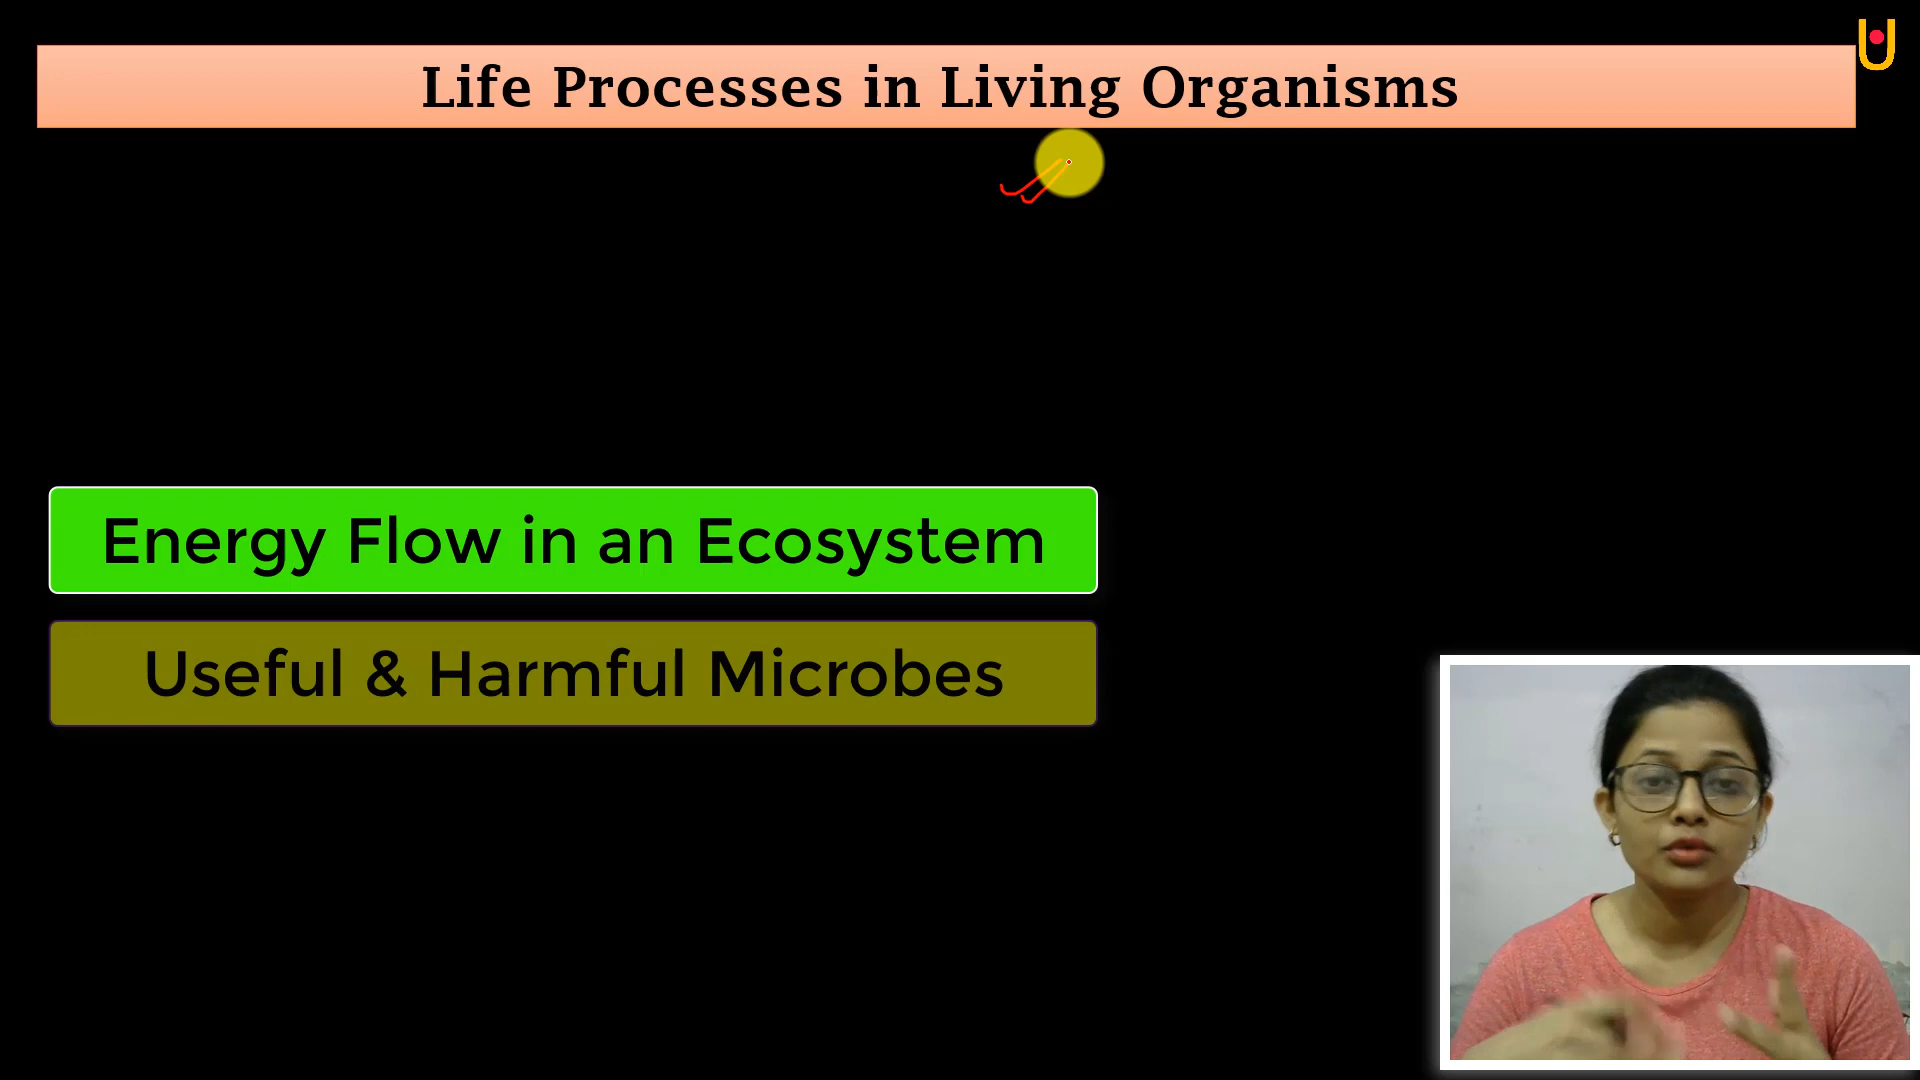 Life Processes in Living Organisms
Energy Flow in an Ecosystem
Useful & Harmful Microbes